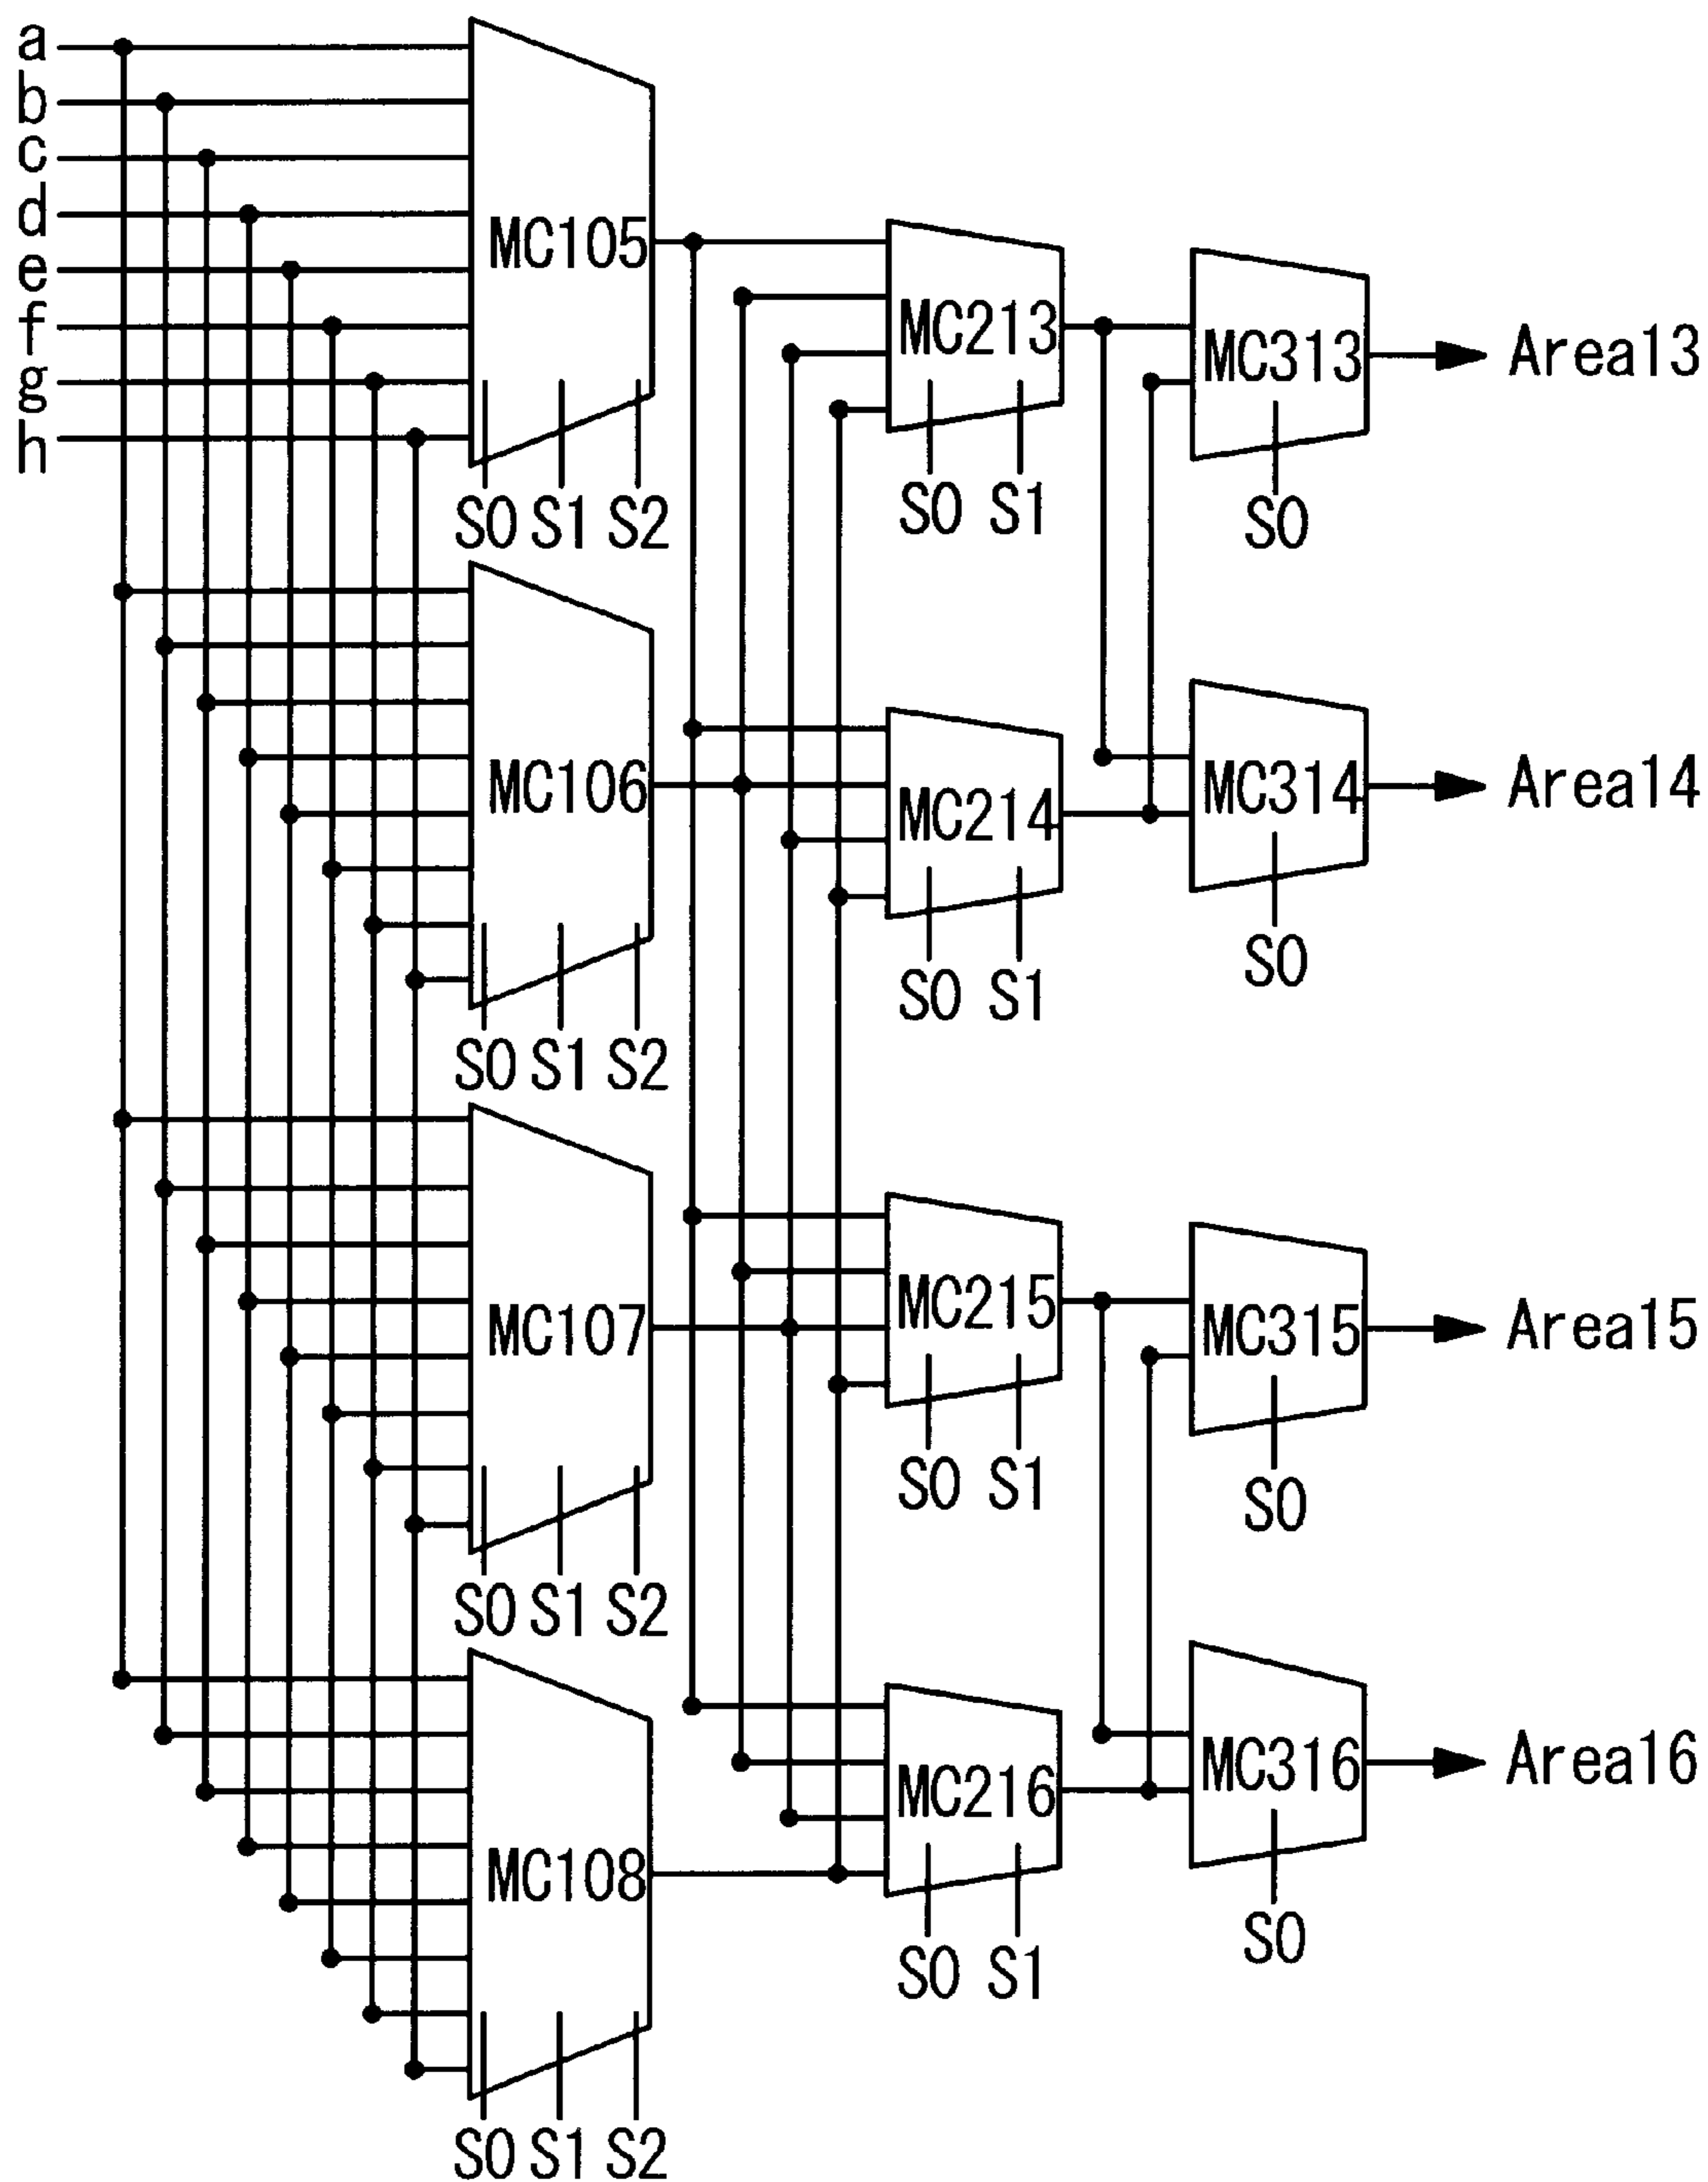 a
b
c
d
e
f
g
h
MC105
S0 S1 S2
MC213
S0 S1
MC313
S0
Area13
MC106
S0 S1 S2
MC214
S0 S1
MC314
S0
Area14
MC107
S0 S1 S2
MC215
S0 S1
MC315
S0
Area15
MC108
S0 S1 S2
MC216
S0 S1
MC316
S0
Area16